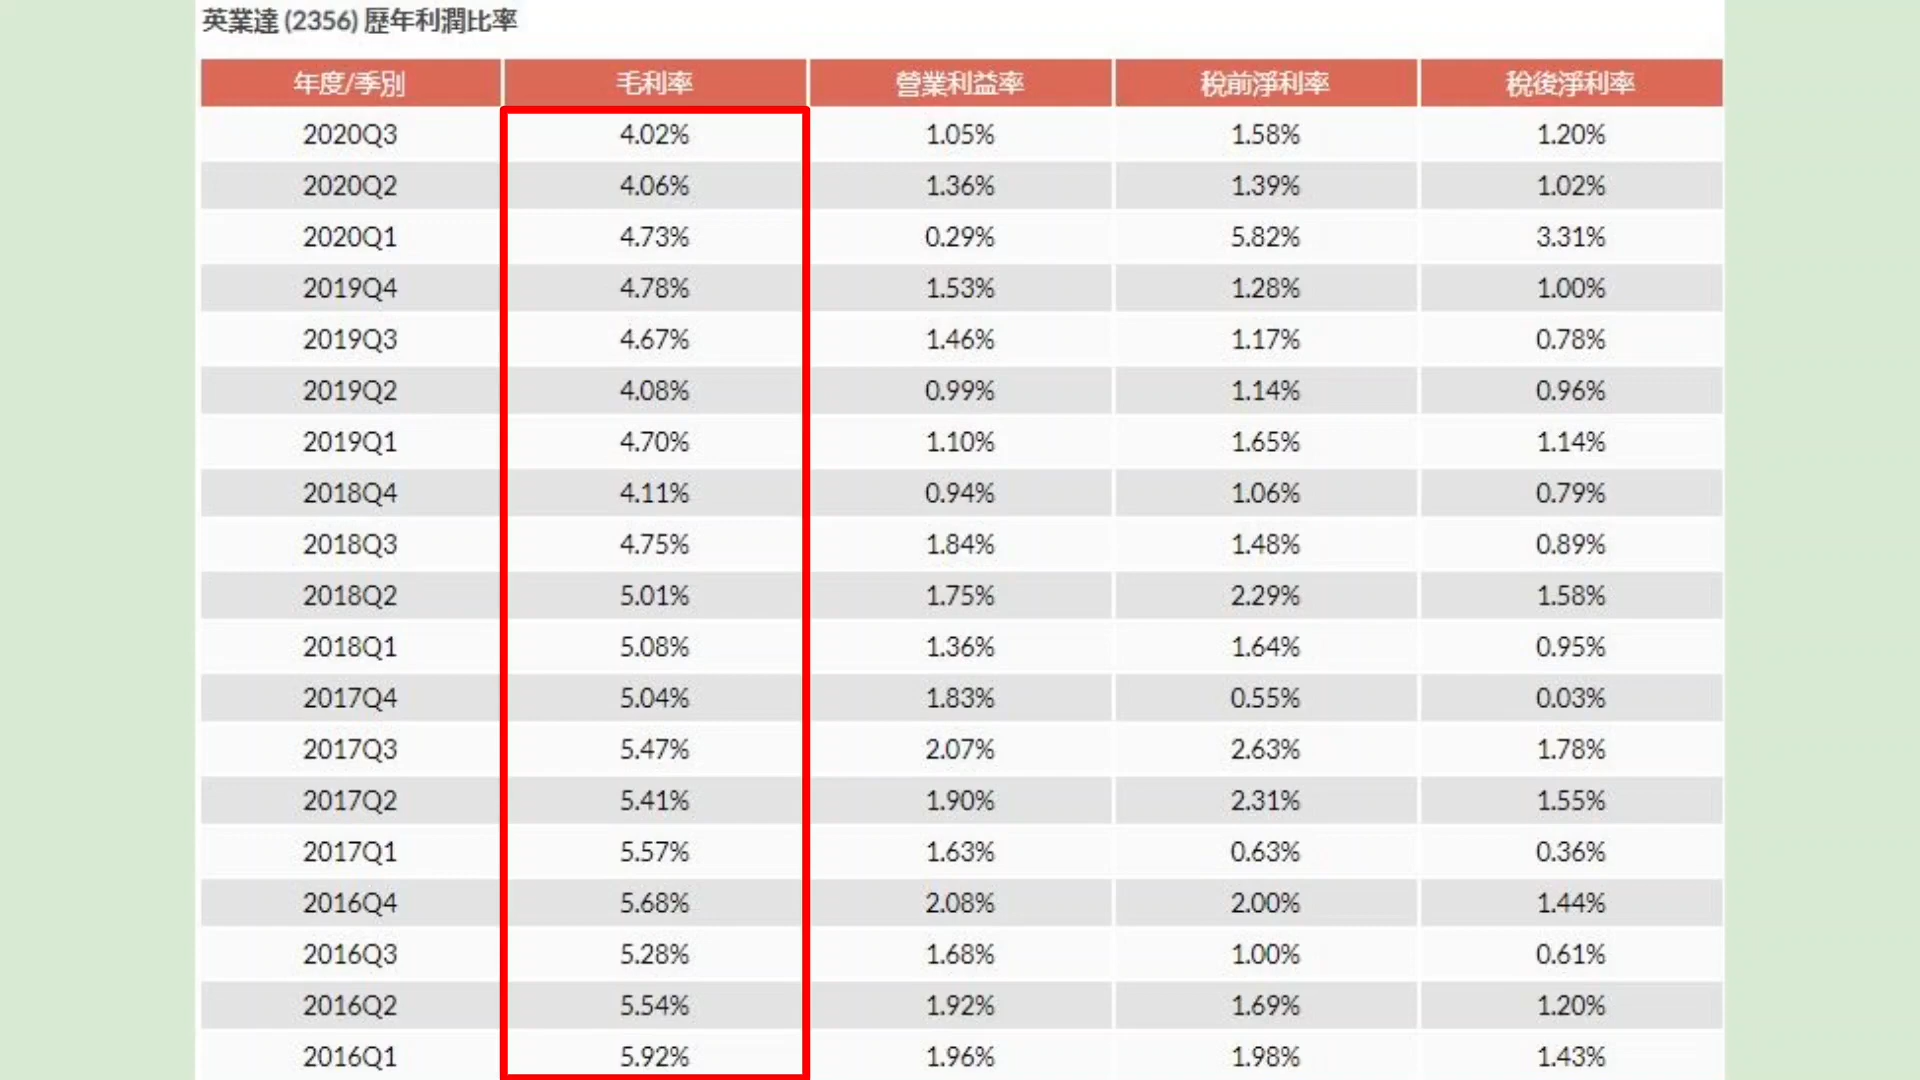 英業達 (2356) 歷年利潤比率
年度/季別 毛利率 營業利益率 稅前淨利率 稅後淨利率
2020Q3 4.02% 1.05% 1.58% 1.20%
2020Q2 4.06% 1.36% 1.39% 1.02%
2020Q1 4.73% 0.29% 5.82% 3.31%
2019Q4 4.78% 1.53% 1.28% 1.00%
2019Q3 4.67% 1.46% 1.17% 0.78%
2019Q2 4.08% 0.99% 1.14% 0.96%
2019Q1 4.70% 1.10% 1.65% 1.14%
2018Q4 4.11% 0.94% 1.06% 0.79%
2018Q3 4.75% 1.84% 1.48% 0.89%
2018Q2 5.01% 1.75% 2.29% 1.58%
2018Q1 5.08% 1.36% 1.64% 0.95%
2017Q4 5.04% 1.83% 0.55% 0.03%
2017Q3 5.47% 2.07% 2.63% 1.78%
2017Q2 5.41% 1.90% 2.31% 1.55%
2017Q1 5.57% 1.63% 0.63% 0.36%
2016Q4 5.68% 2.08% 2.00% 1.44%
2016Q3 5.28% 1.68% 1.00% 0.61%
2016Q2 5.54% 1.92% 1.69% 1.20%
2016Q1 5.92% 1.96% 1.98% 1.43%